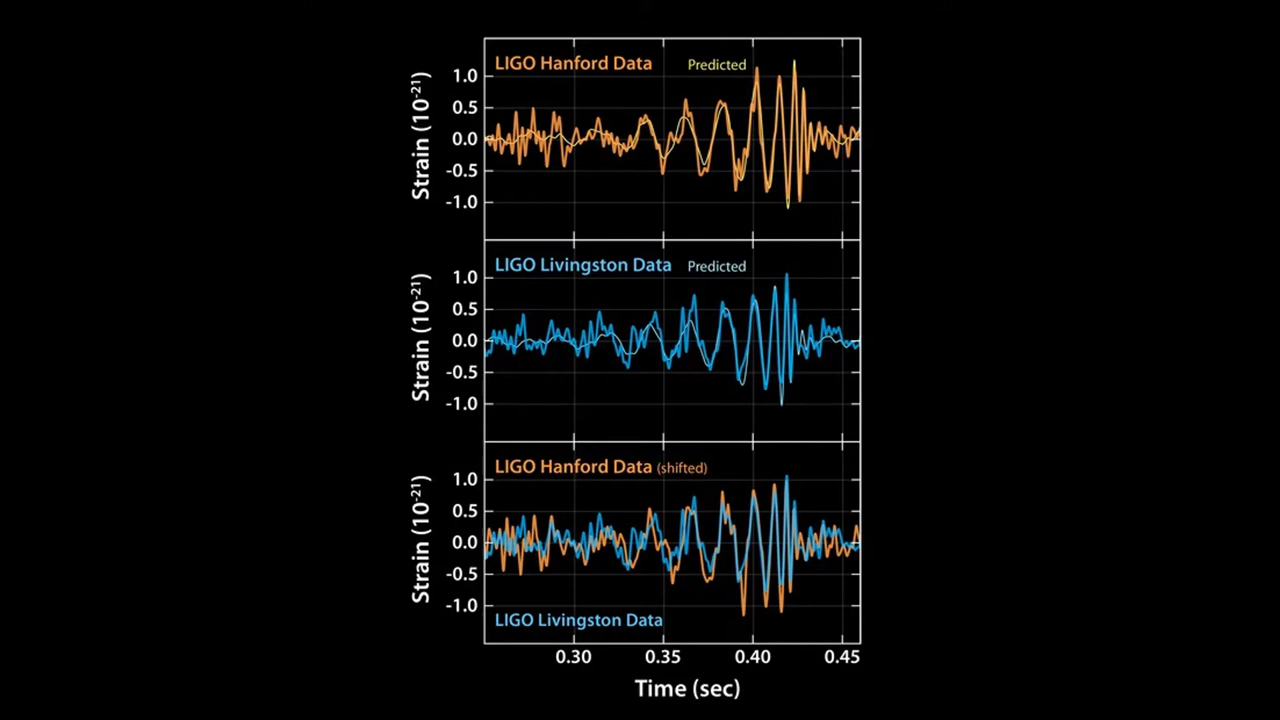 LIGO Hanford Data Predicted
1.0
0.5
0.0
-0.5
-1.0
Strain (10⁻²¹)
LIGO Livingston Data Predicted
1.0
0.5
0.0
-0.5
-1.0
Strain (10⁻²¹)
LIGO Hanford Data (shifted)
1.0
0.5
0.0
-0.5
-1.0
Strain (10⁻²¹)
LIGO Livingston Data
0.30 0.35 0.40 0.45
Time (sec)